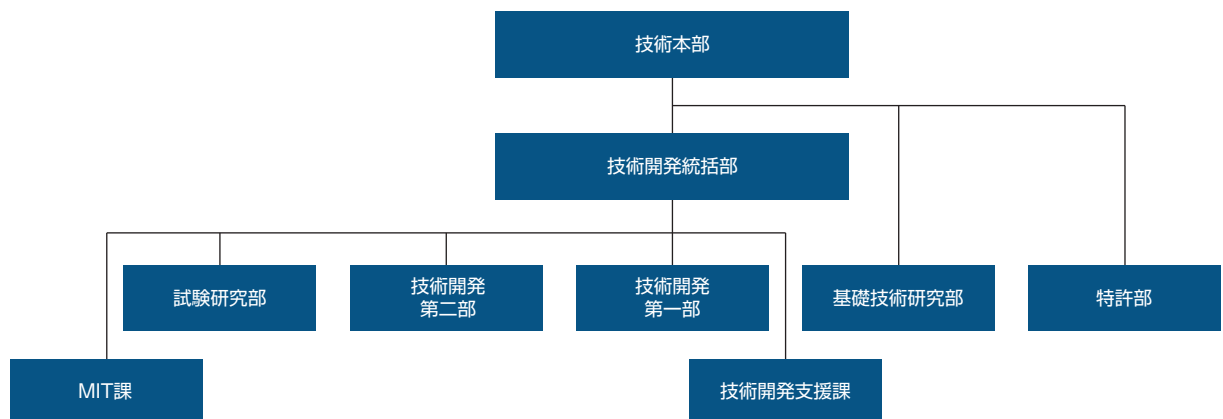 技術本部
技術開発統括部
試験研究部
技術開発
第二部
技術開発
第一部
基礎技術研究部
特許部
MIT課
技術開発支援課